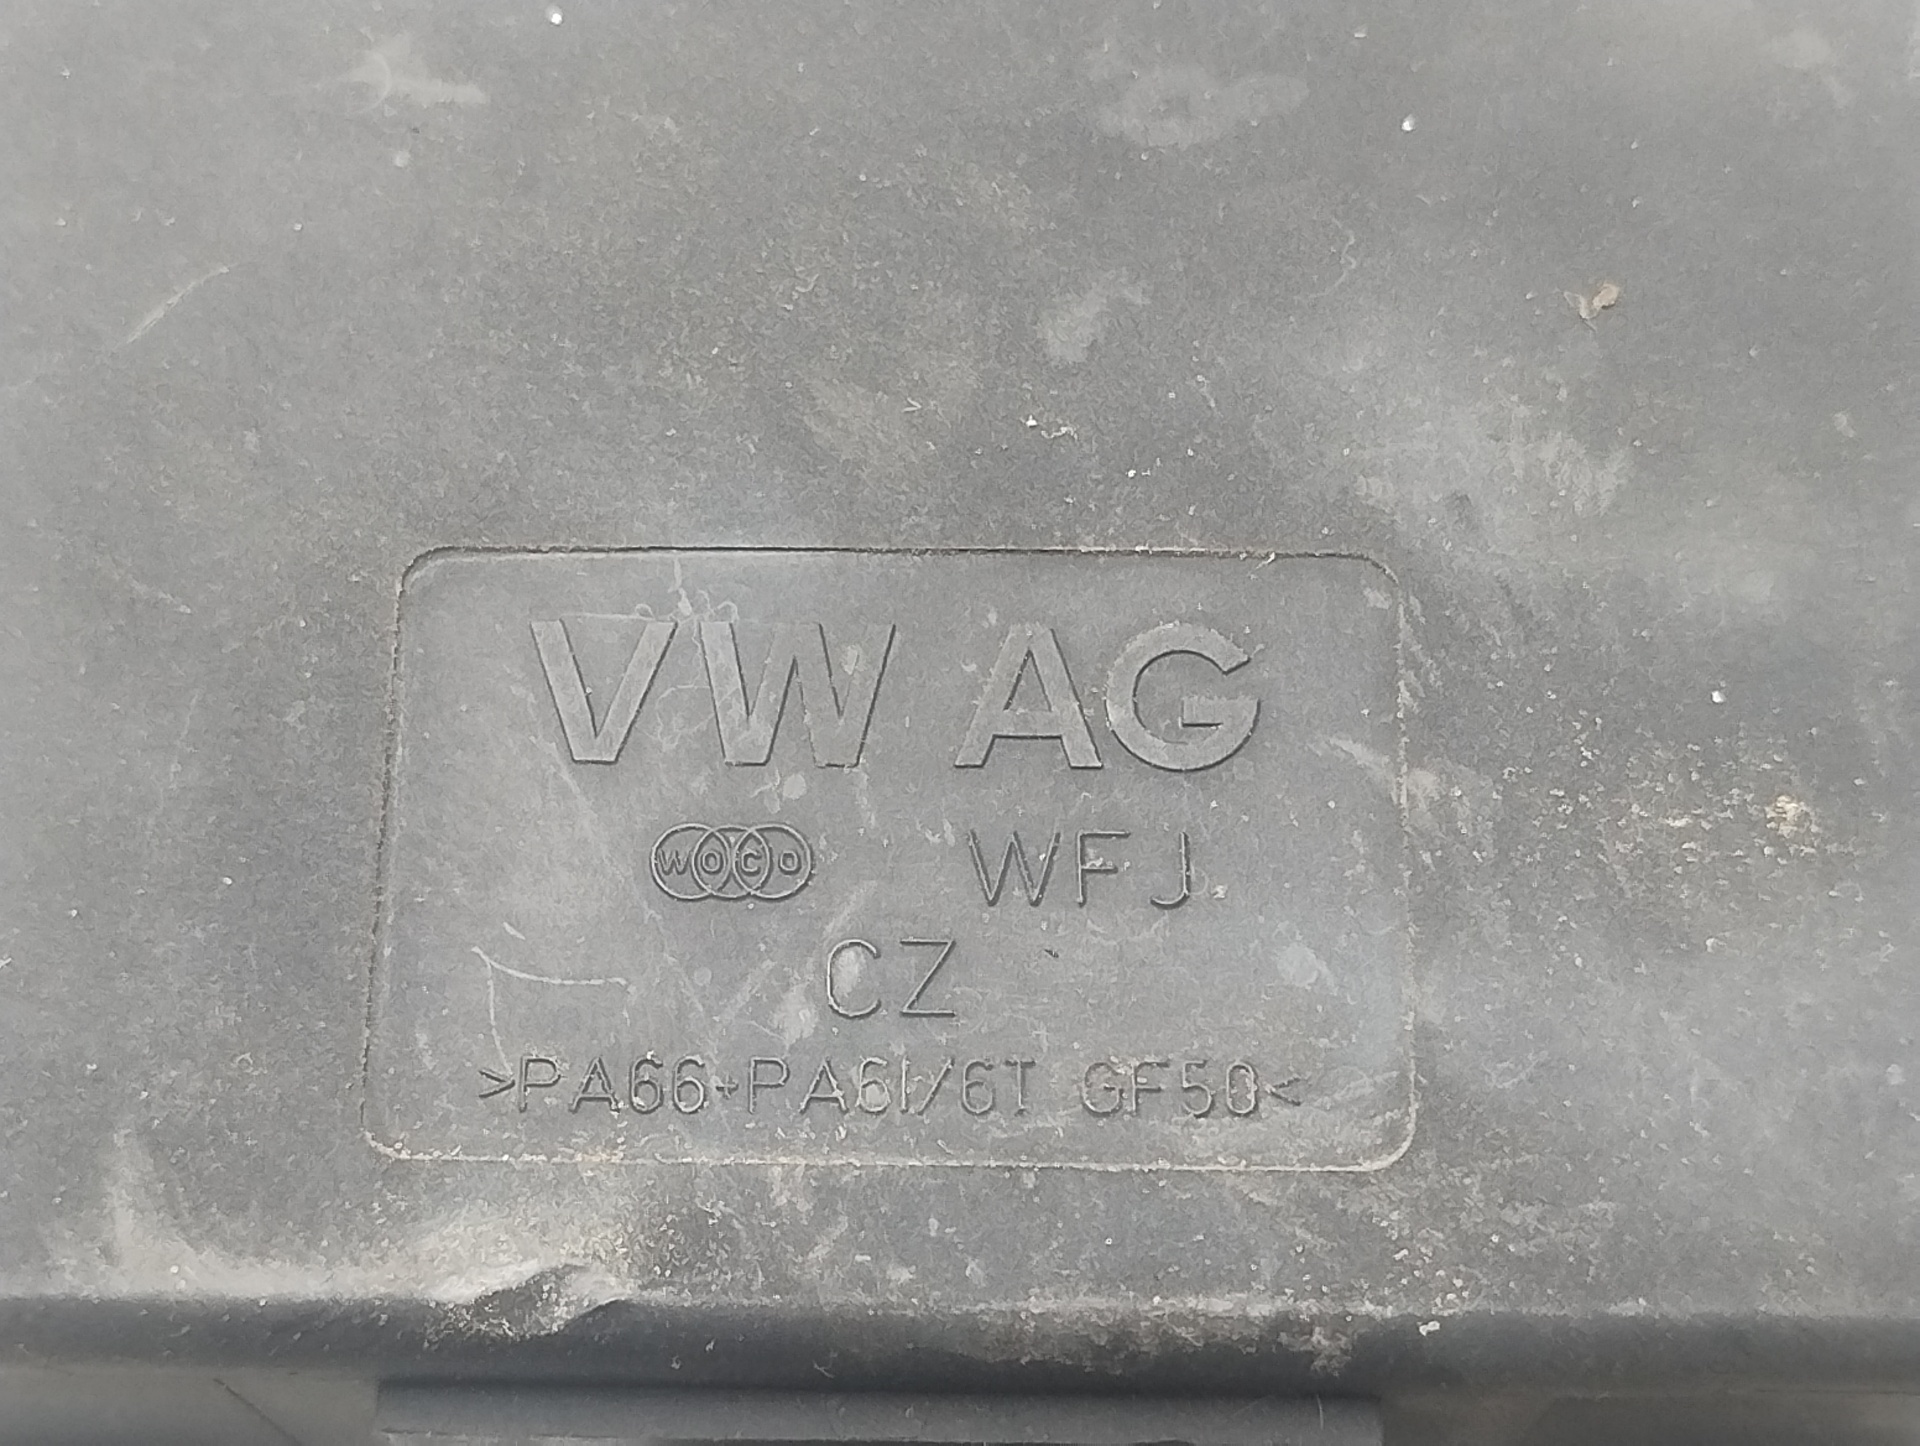 VW AG
WOCO WFJ
CZ
>PA66+PA6I/6T GF50<